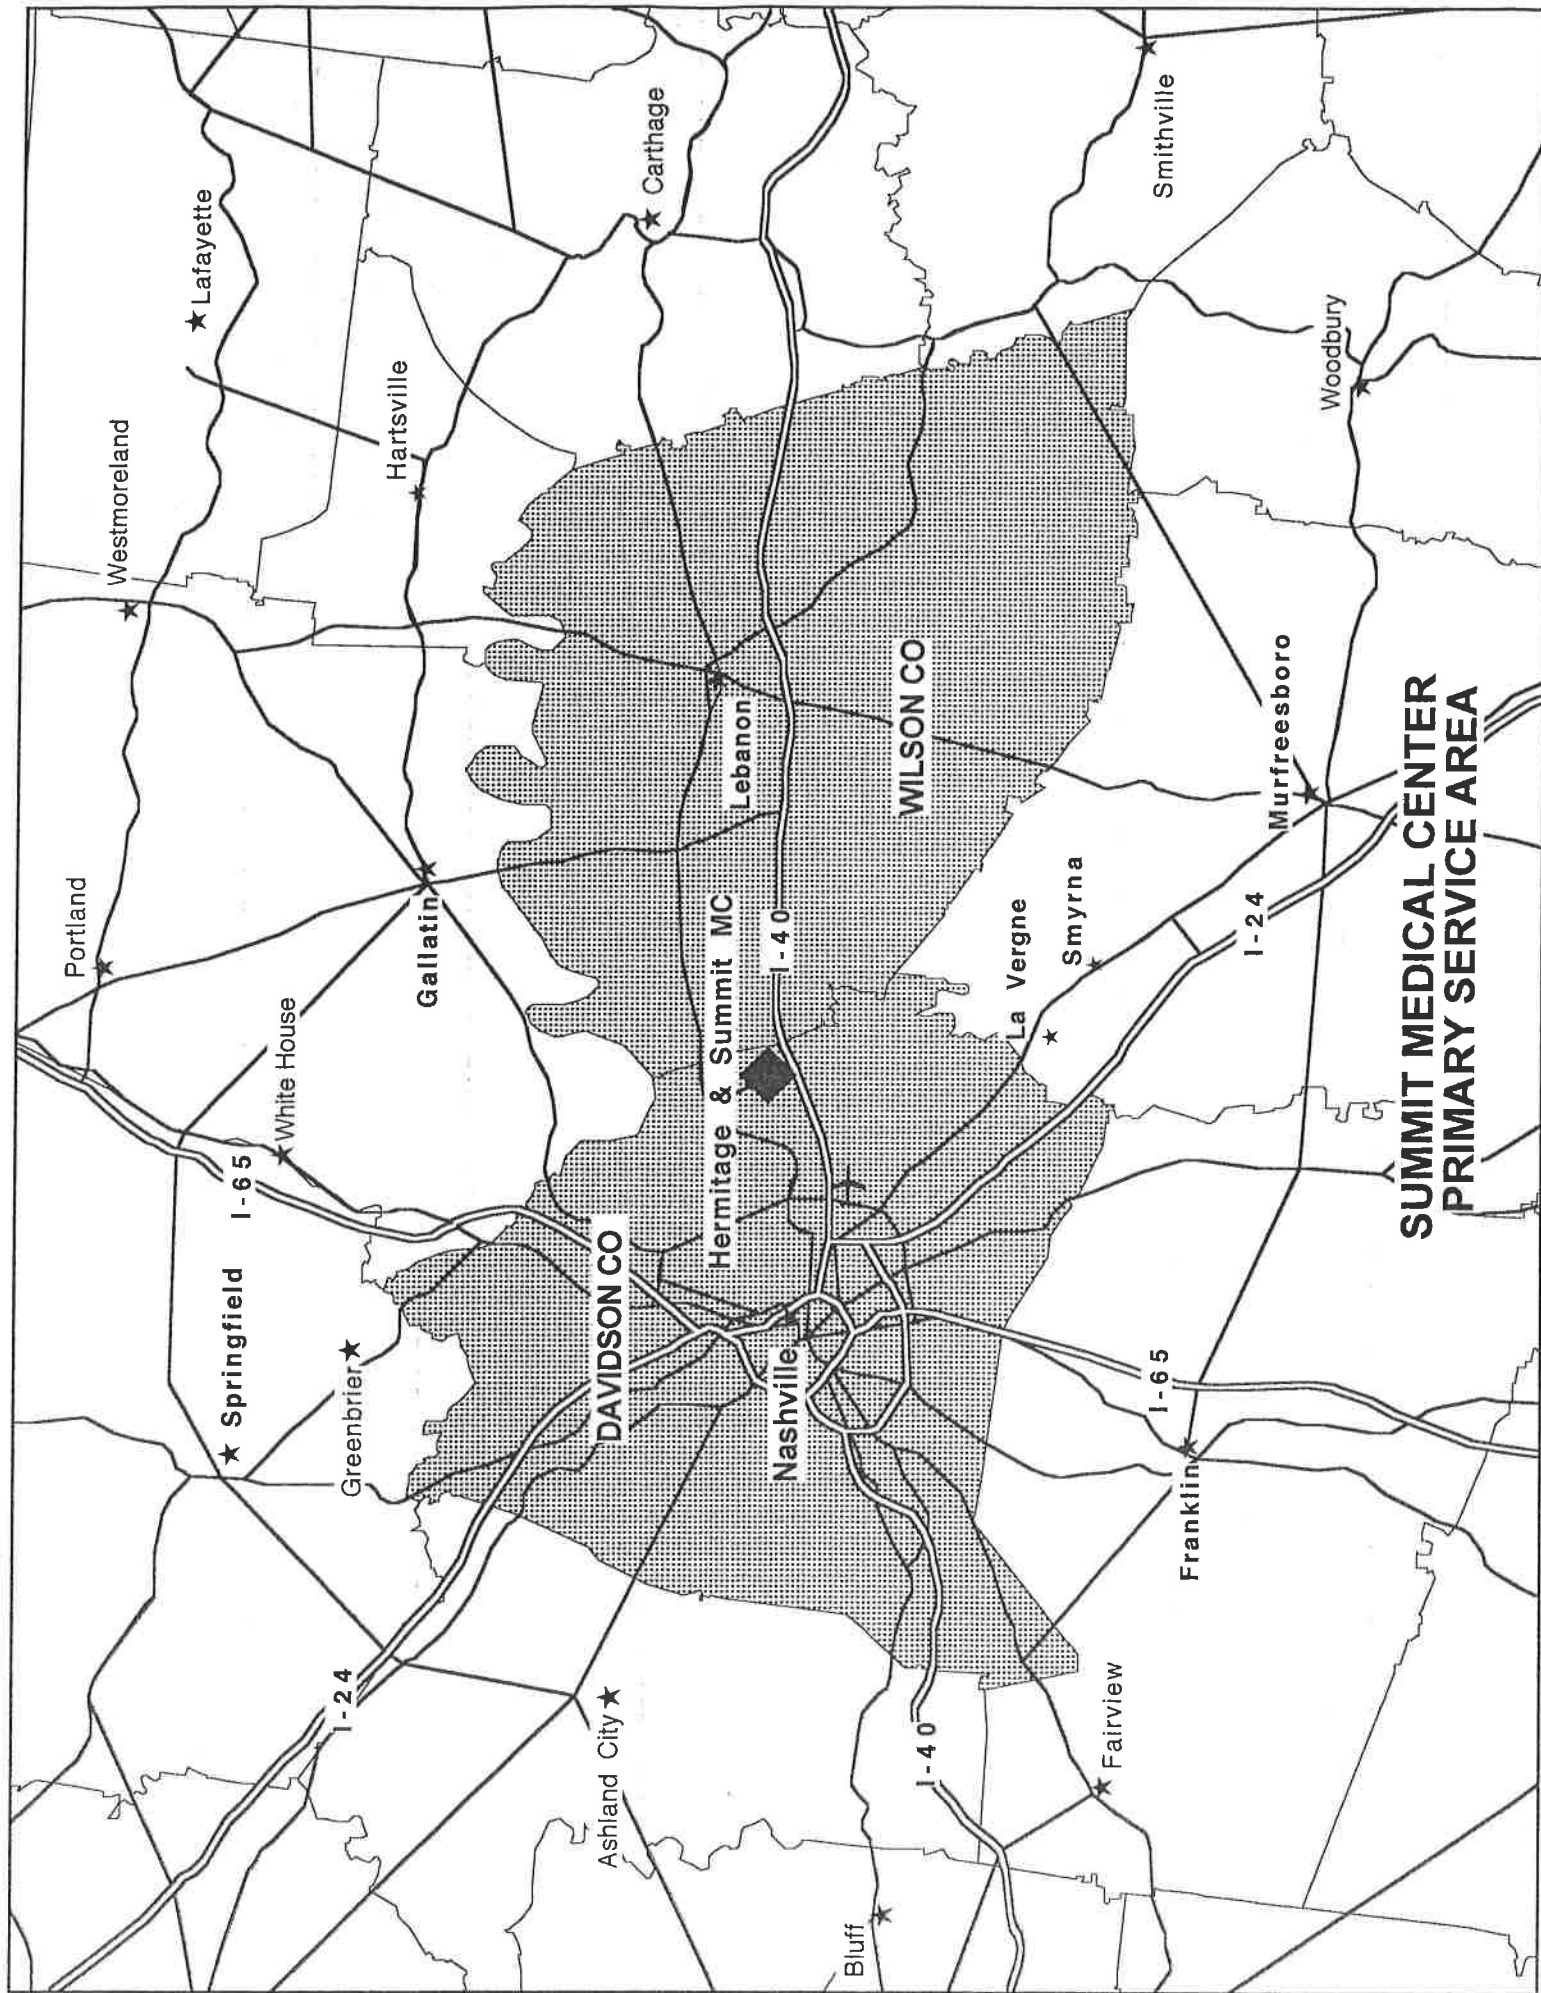 Portland
Westmoreland
Lafayette
Springfield
I-65
White House
I-24
Greenbrier
Hartsville
Gallatin
Ashland City
DAVIDSON CO
Carthage
Hermitage & Summit MC
Lebanon
I-40
Nashville
Bluff
WILSON CO
I-40
La Vergne
Smyrna
Fairview
I-65
Smithville
Franklin
I-24
Murfreesboro
Woodbury
SUMMIT MEDICAL CENTER
PRIMARY SERVICE AREA